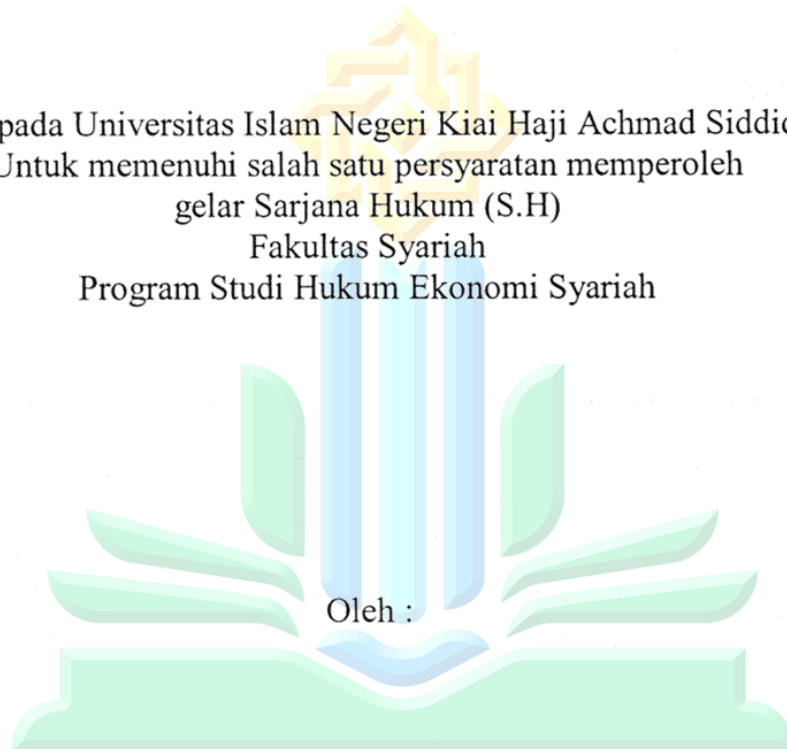 pada Universitas Islam Negeri Kiai Haji Achmad
Untuk memenuhi salah satu persyaratan memperoleh
gelar Sarjana Hukum (S.H)
Fakultas Syariah
Program Studi Hukum Ekonomi Syariah
Oleh :